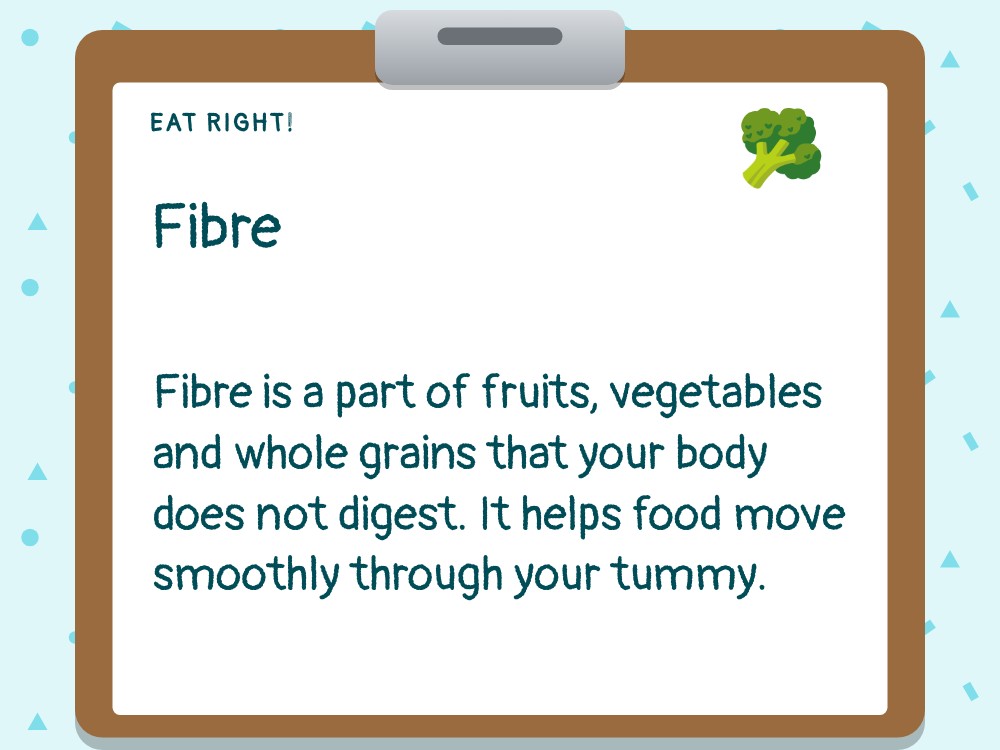 EAT RIGHT!
Fibre
Fibre is a part of fruits, vegetables
and whole grains that your body
does not digest. It helps food move
smoothly through your tummy.